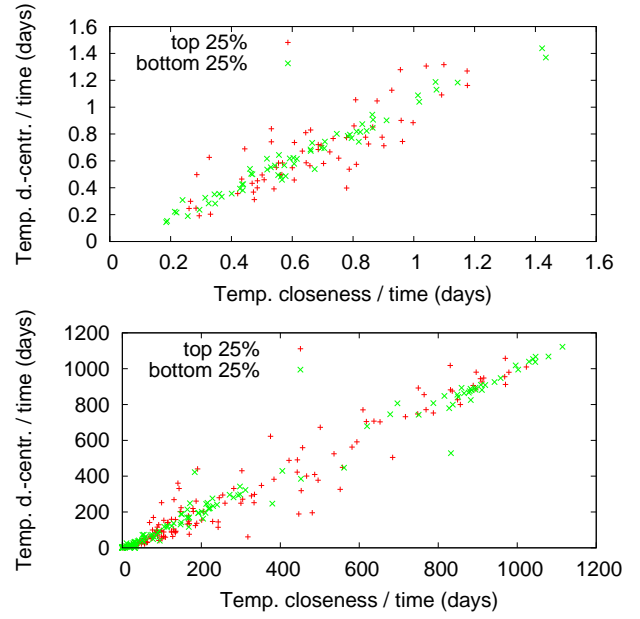 Temp. d.-centr. / time (days)
1.6
1.4
1.2
1
0.8
0.6
0.4
0.2
0
top 25%
bottom 25%
0 0.2 0.4 0.6 0.8 1 1.2 1.4 1.6
Temp. closeness / time (days)
Temp. d.-centr. / time (days)
1200
1000
800
600
400
200
0
top 25%
bottom 25%
0 200 400 600 800 1000 1200
Temp. closeness / time (days)